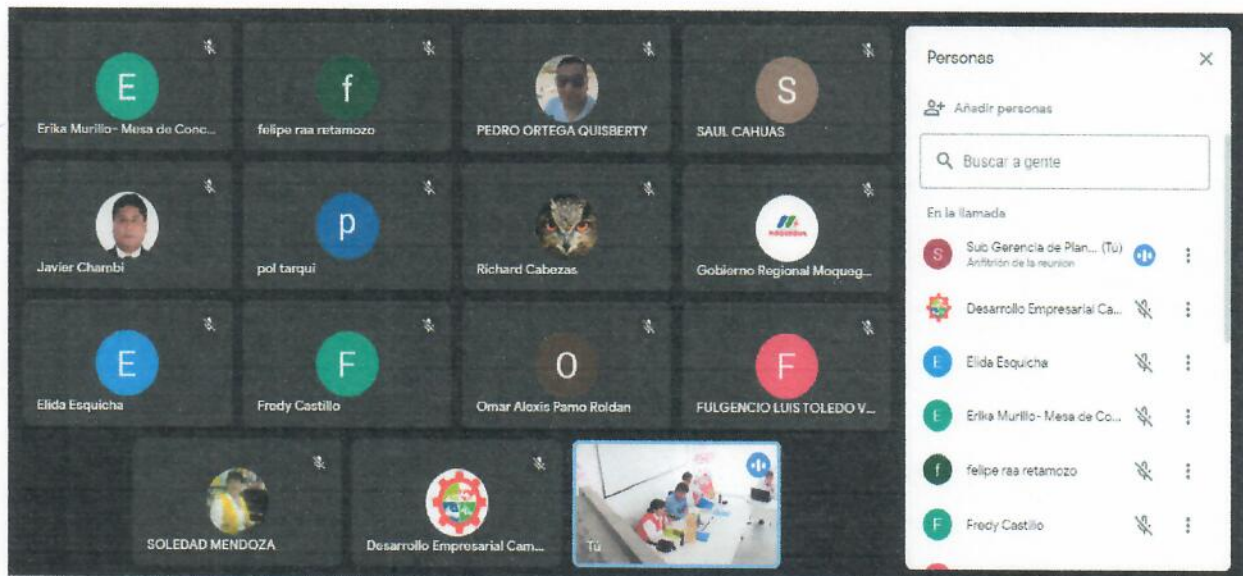 E
Erika Murillo- Mesa de Conc...
f
felipe raa retamozo
PEDRO ORTEGA QUISBERTY
S
SAUL CAHUAS
Javier Chambi
p
pol tarqui
Richard Cabezas
MOQUEGUA
Gobierno Regional Moqueg...
E
Elida Esquicha
F
Fredy Castillo
O
Omar Alexis Pamo Roldan
F
FULGENCIO LUIS TOLEDO V...
SOLEDAD MENDOZA
Desarrollo Empresarial Cam...
Tú
Personas
Añadir personas
Buscar a gente
En la llamada
S
Sub Gerencia de Plan... (Tú)
Anfitrión de la reunión
Desarrollo Empresarial Ca...
E
Elida Esquicha
E
Erika Murillo- Mesa de Co...
f
felipe raa retamozo
F
Fredy Castillo